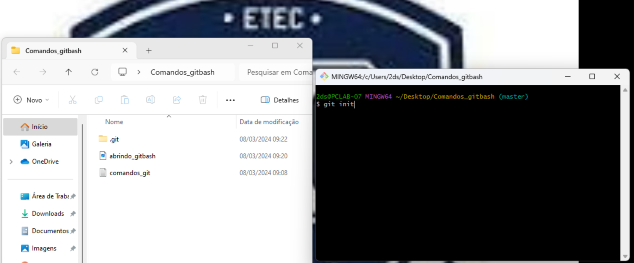 • ETEC •
Comandos_gitbash
Comandos_gitbash
Pesquisar em Coma
Novo
Detalhes
Início
Galeria
OneDrive
Área de Traba
Downloads
Documentos
Imagens
Nome
Data de modificação
.git
08/03/2024 09:22
abrindo_gitbash
08/03/2024 09:20
comandos_git
08/03/2024 09:08
MINGW64:/c/Users/2ds/Desktop/Comandos_gitbash
2ds@PCLAB-07 MINGW64 ~/Desktop/Comandos_gitbash (master)
$ git init